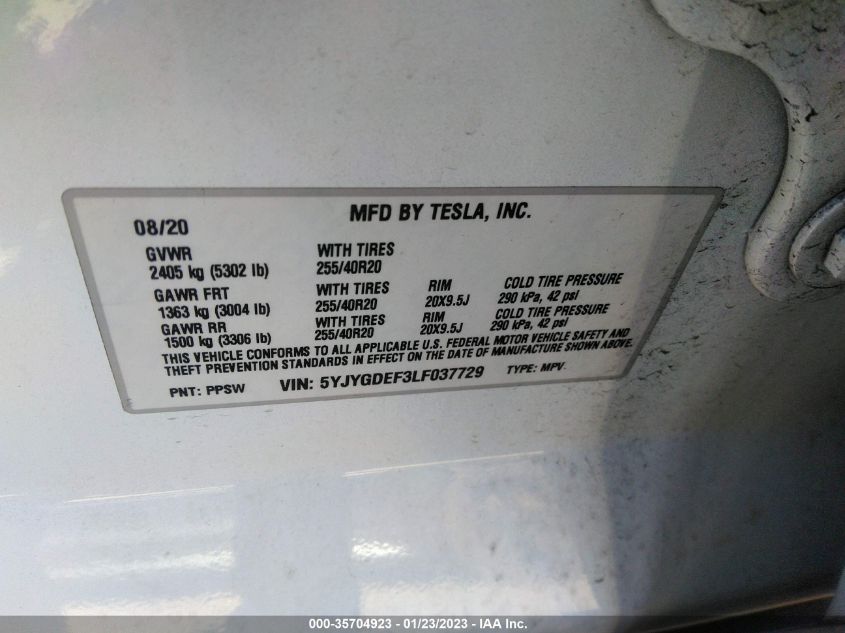 MFD BY TESLA, INC.
08/20
GVWR WITH TIRES
2405 kg (5302 lb) 255/40R20
GAWR FRT WITH TIRES RIM COLD TIRE PRESSURE
1363 kg (3004 lb) 255/40R20 20X9.5J 290 kPa, 42 psi
GAWR RR WITH TIRES RIM COLD TIRE PRESSURE
1500 kg (3306 lb) 255/40R20 20X9.5J 290 kPa, 42 psi
THIS VEHICLE CONFORMS TO ALL APPLICABLE U.S. FEDERAL MOTOR VEHICLE SAFETY AND
THEFT PREVENTION STANDARDS IN EFFECT ON THE DATE OF MANUFACTURE SHOWN ABOVE.
PNT: PPSW VIN: 5YJYGDEF3LF037729 TYPE: MPV
000-35704923 - 01/23/2023 - IAA Inc.